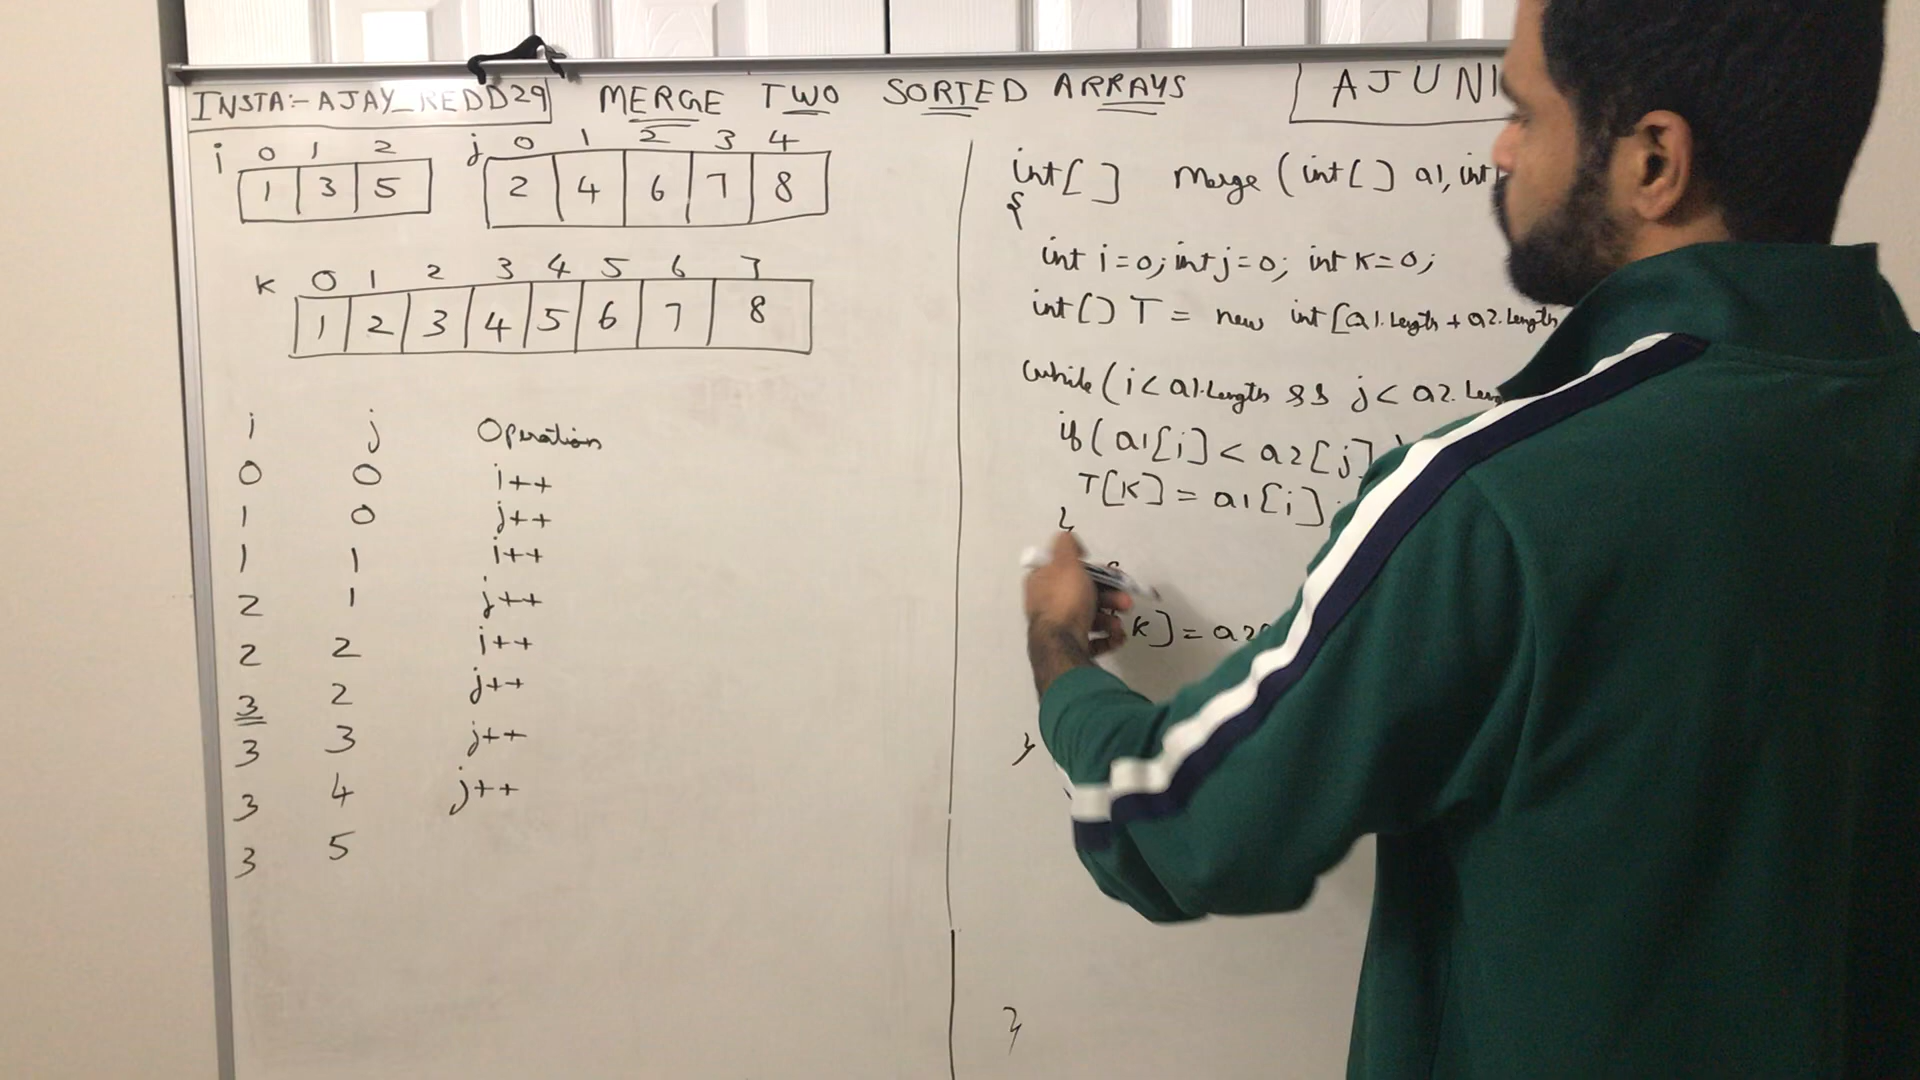 INSTA:- AJAY_REDD29
MERGE TWO SORTED ARRAYS
AJUNI
i 0 1 2
1 3 5
j 0 1 2 3 4
2 4 6 7 8
k 0 1 2 3 4 5 6 7
1 2 3 4 5 6 7 8
i j Operation
0 0 i++
1 0 j++
1 1 i++
2 1 j++
2 2 i++
3 2 j++
3 3 j++
3 4 j++
3 5
int[] Merge (int[] a1, int
{
int i=0; int j=0; int k=0;
int[] T = new int[a1.Length + a2.Length
while (i < a1.Length && j < a2.
if (a1[i] < a2[j]
T[K] = a1[i]
}
K] = a2
}
}